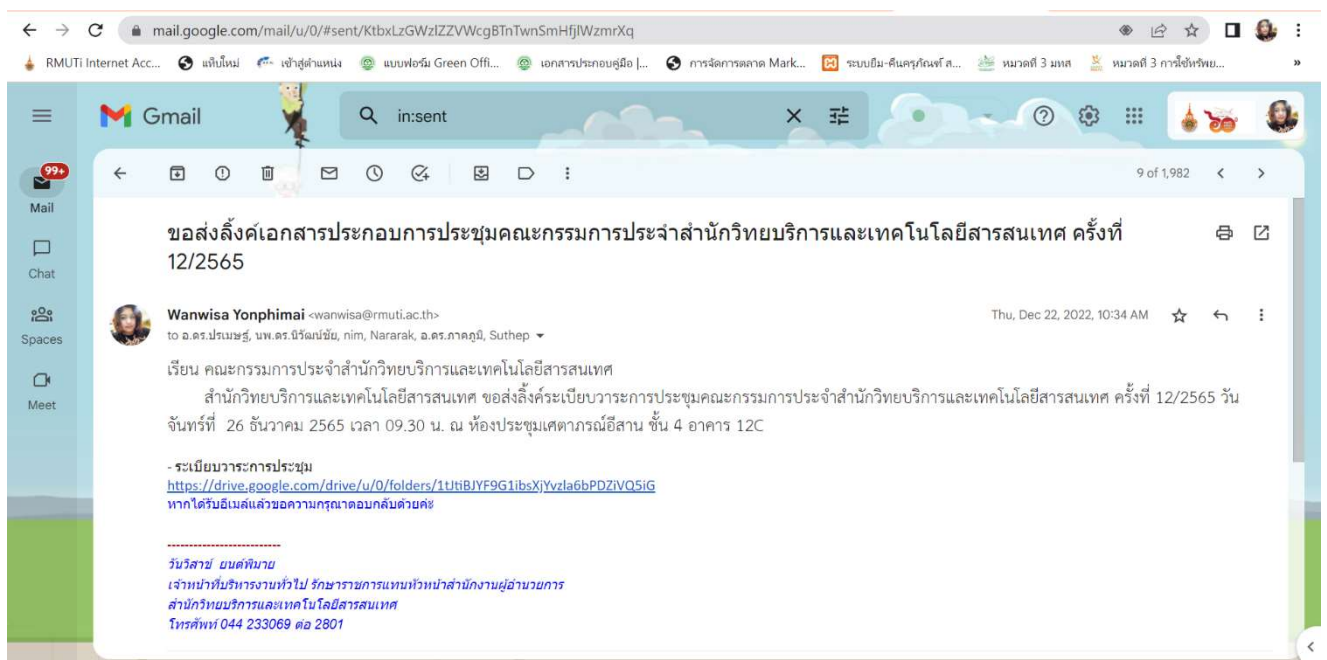 mail.google.com/mail/u/0/#sent/KtbxLzGWzlZZVWcgBTnTwnSmHfjlWzmrXq
RMUTi Internet Acc... แท็บใหม่ เข้าสู่ตำแหน่ง แบบฟอร์ม Green Offi... เอกสารประกอบคู่มือ |... การจัดการตลาด Mark... ระบบยืม-คืนครุภัณฑ์ ส... หมวดที่ 3 มทส หมวดที่ 3 การใช้ทรัพย... »
Gmail
in:sent
99+
9 of 1,982
Mail
Chat
Spaces
Meet
ขอส่งลิ้งค์เอกสารประกอบการประชุมคณะกรรมการประจำสำนักวิทยบริการและเทคโนโลยีสารสนเทศ ครั้งที่
12/2565
Wanwisa Yonphimai <wanwisa@rmuti.ac.th>
Thu, Dec 22, 2022, 10:34 AM
to อ.ดร.ปรเมษฐ์, นพ.ดร.นิวัฒน์ชัย, nim, Nararak, อ.ดร.ภาคภูมิ, Suthep
เรียน คณะกรรมการประจำสำนักวิทยบริการและเทคโนโลยีสารสนเทศ
สำนักวิทยบริการและเทคโนโลยีสารสนเทศ ขอส่งลิ้งค์ระเบียบวาระการประชุมคณะกรรมการประจำสำนักวิทยบริการและเทคโนโลยีสารสนเทศ ครั้งที่ 12/2565 วัน
จันทร์ที่ 26 ธันวาคม 2565 เวลา 09.30 น. ณ ห้องประชุมเศตาภรณ์อีสาน ชั้น 4 อาคาร 12C
- ระเบียบวาระการประชุม
https://drive.google.com/drive/u/0/folders/1tJtiBJYF9G1ibsXjYvzla6bPDZiVQ5iG
หากได้รับอีเมล์แล้วขอความกรุณาตอบกลับด้วยค่ะ
--------------------------
วันวิสาข์ ยนต์พิมาย
เจ้าหน้าที่บริหารงานทั่วไป รักษาราชการแทนหัวหน้าสำนักงานผู้อำนวยการ
สำนักวิทยบริการและเทคโนโลยีสารสนเทศ
โทรศัพท์ 044 233069 ต่อ 2801